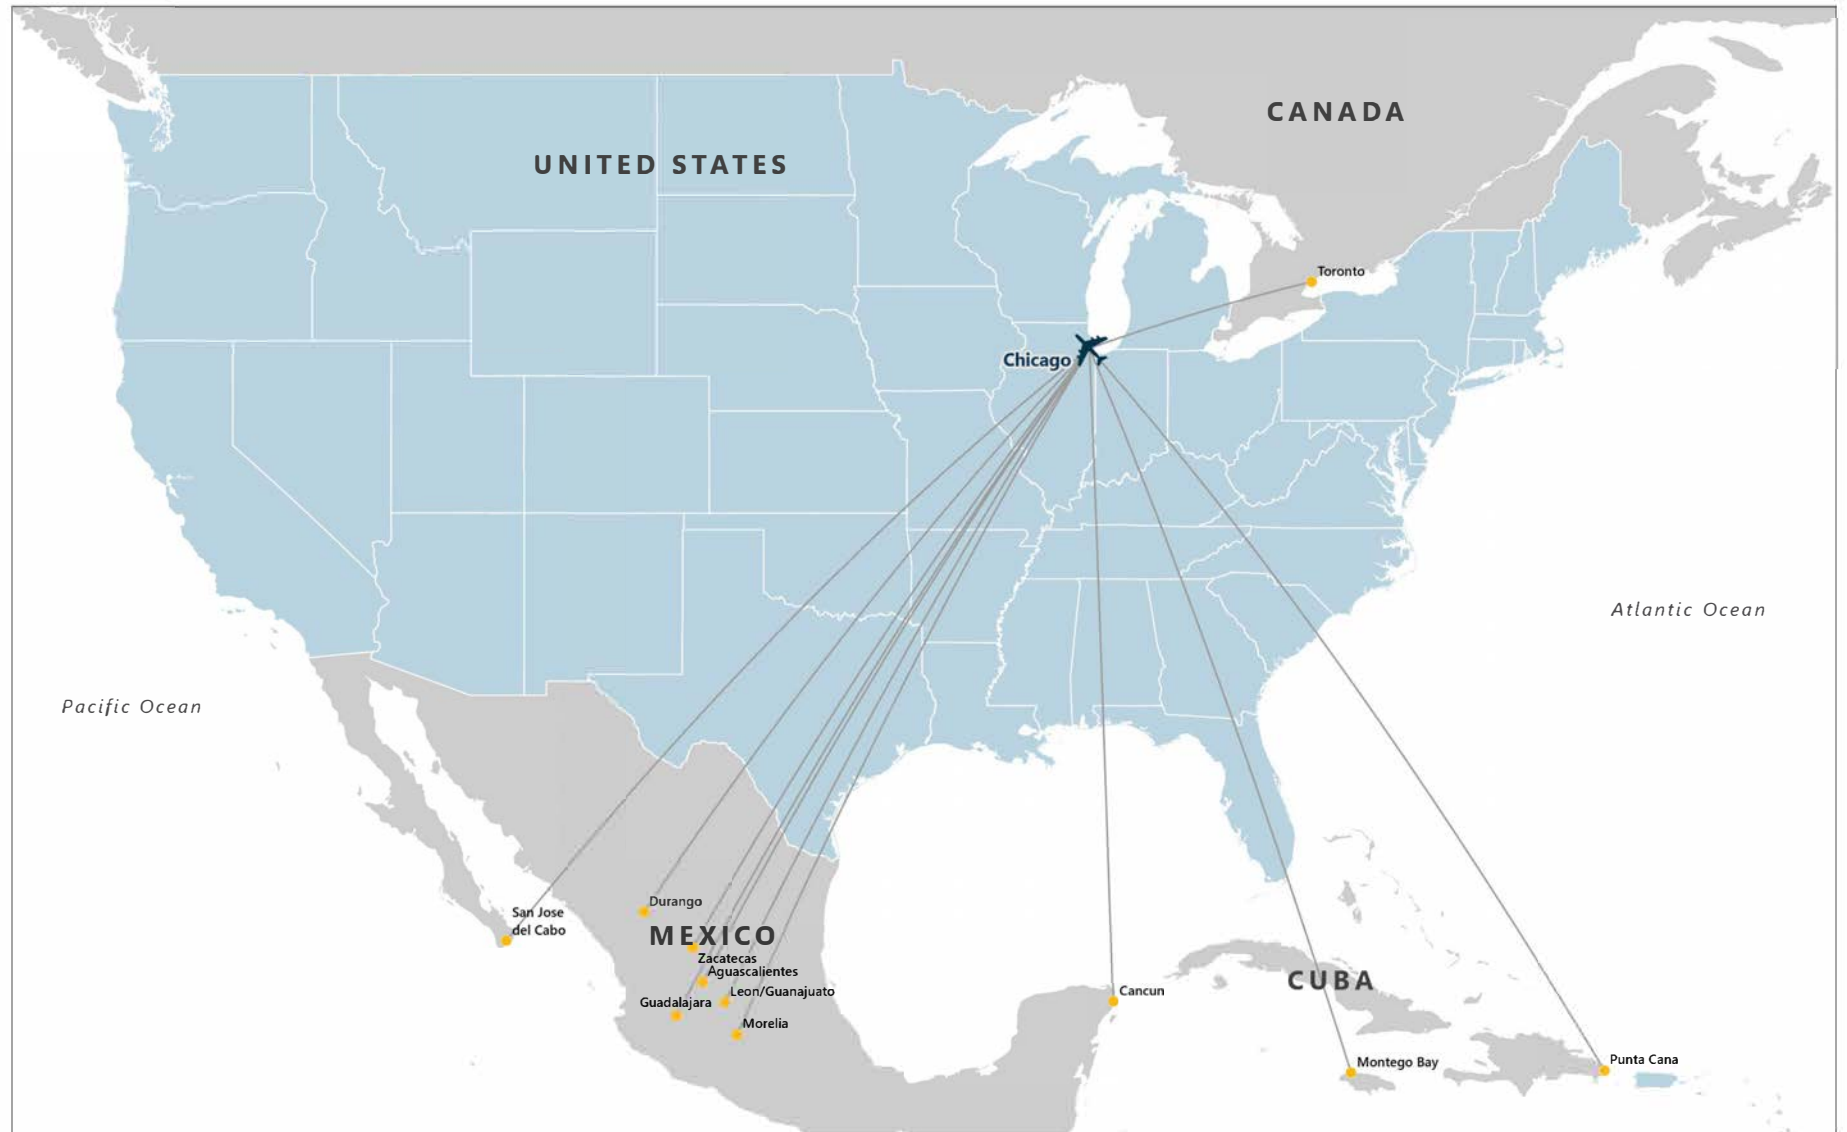 CANADA
UNITED STATES
Toronto
Chicago
Atlantic Ocean
Pacific Ocean
Durango
San Jose
del Cabo
MEXICO
Zacatecas
Aguascalientes
Leon/Guanajuato
Guadalajara
Morelia
CUBA
Cancun
Montego Bay
Punta Cana